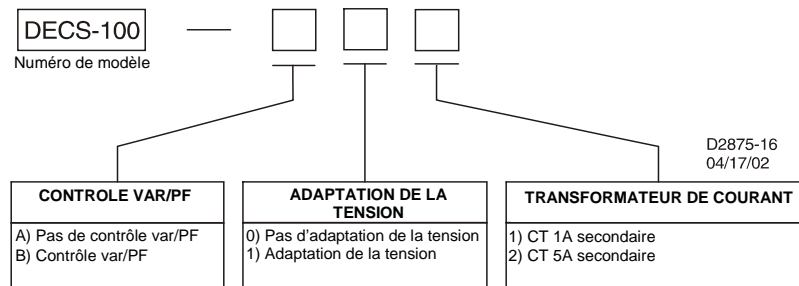 DECS-100
Numéro de modèle
D2875-16
04/17/02
CONTROLE VAR/PF
A) Pas de contrôle var/PF
B) Contrôle var/PF
ADAPTATION DE LA
TENSION
0) Pas d'adaptation de la tension
1) Adaptation de la tension
TRANSFORMATEUR DE COURANT
1) CT 1A secondaire
2) CT 5A secondaire